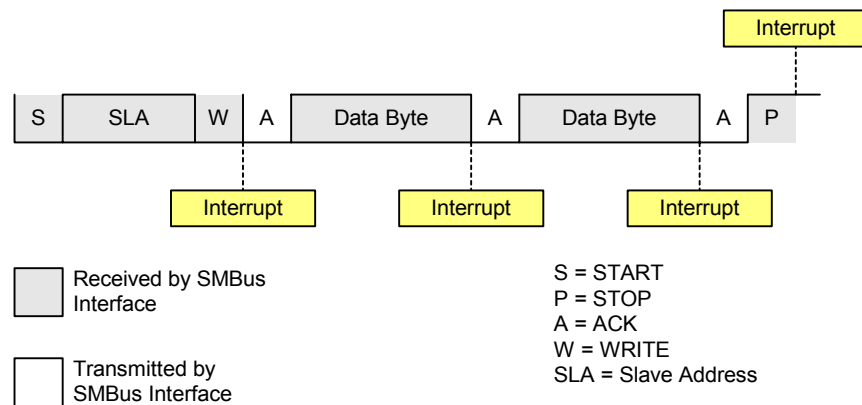 Interrupt
S SLA W A Data Byte A Data Byte A P
Interrupt Interrupt Interrupt
Received by SMBus
Interface
Transmitted by
SMBus Interface
S = START
P = STOP
A = ACK
W = WRITE
SLA = Slave Address